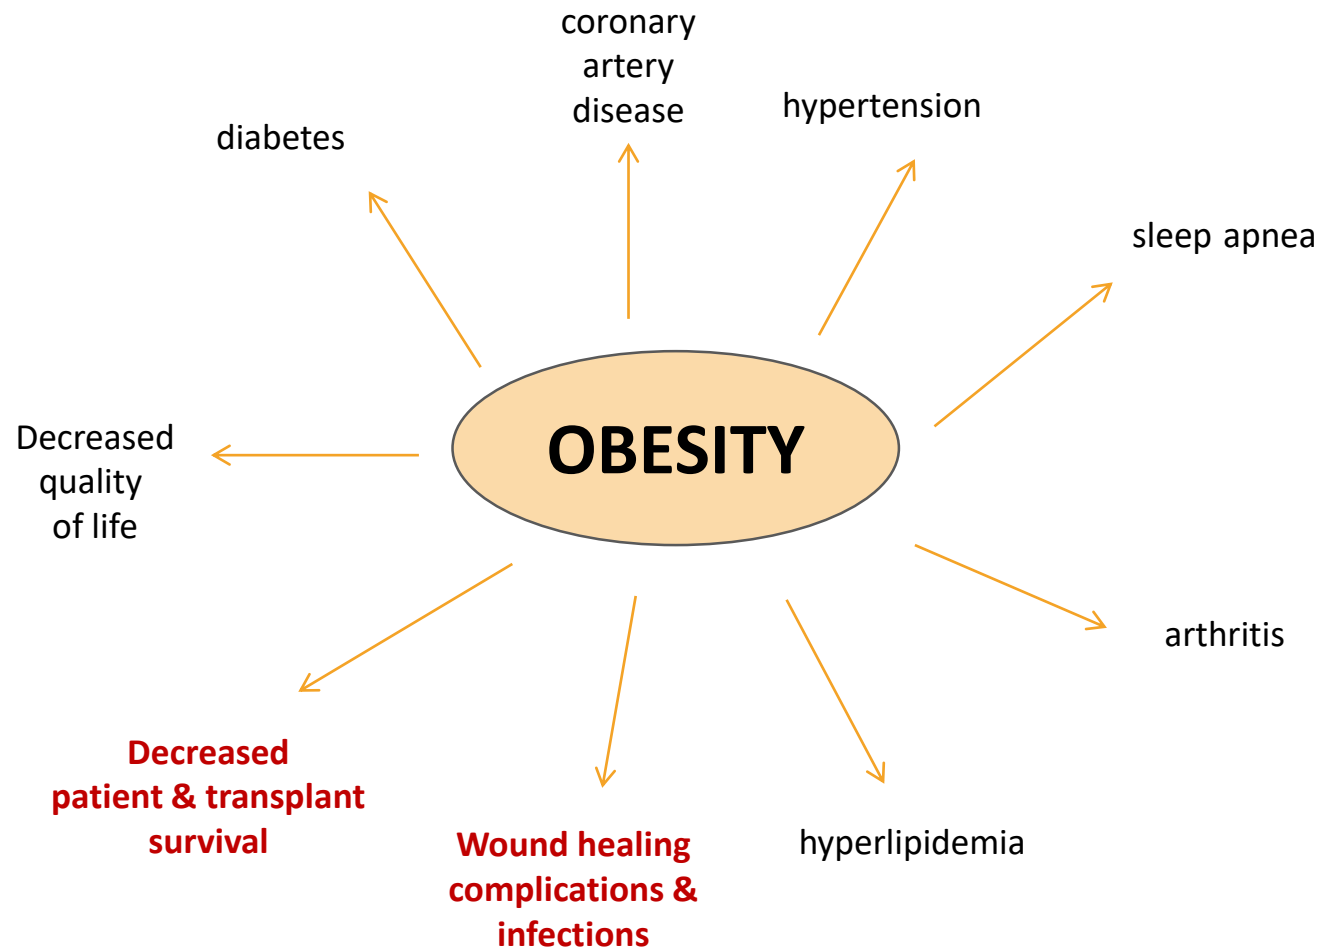 coronary
artery
disease
hypertension
diabetes
sleep apnea
OBESITY
Decreased
quality
of life
arthritis
Decreased
patient & transplant
survival
Wound healing
complications &
infections
hyperlipidemia